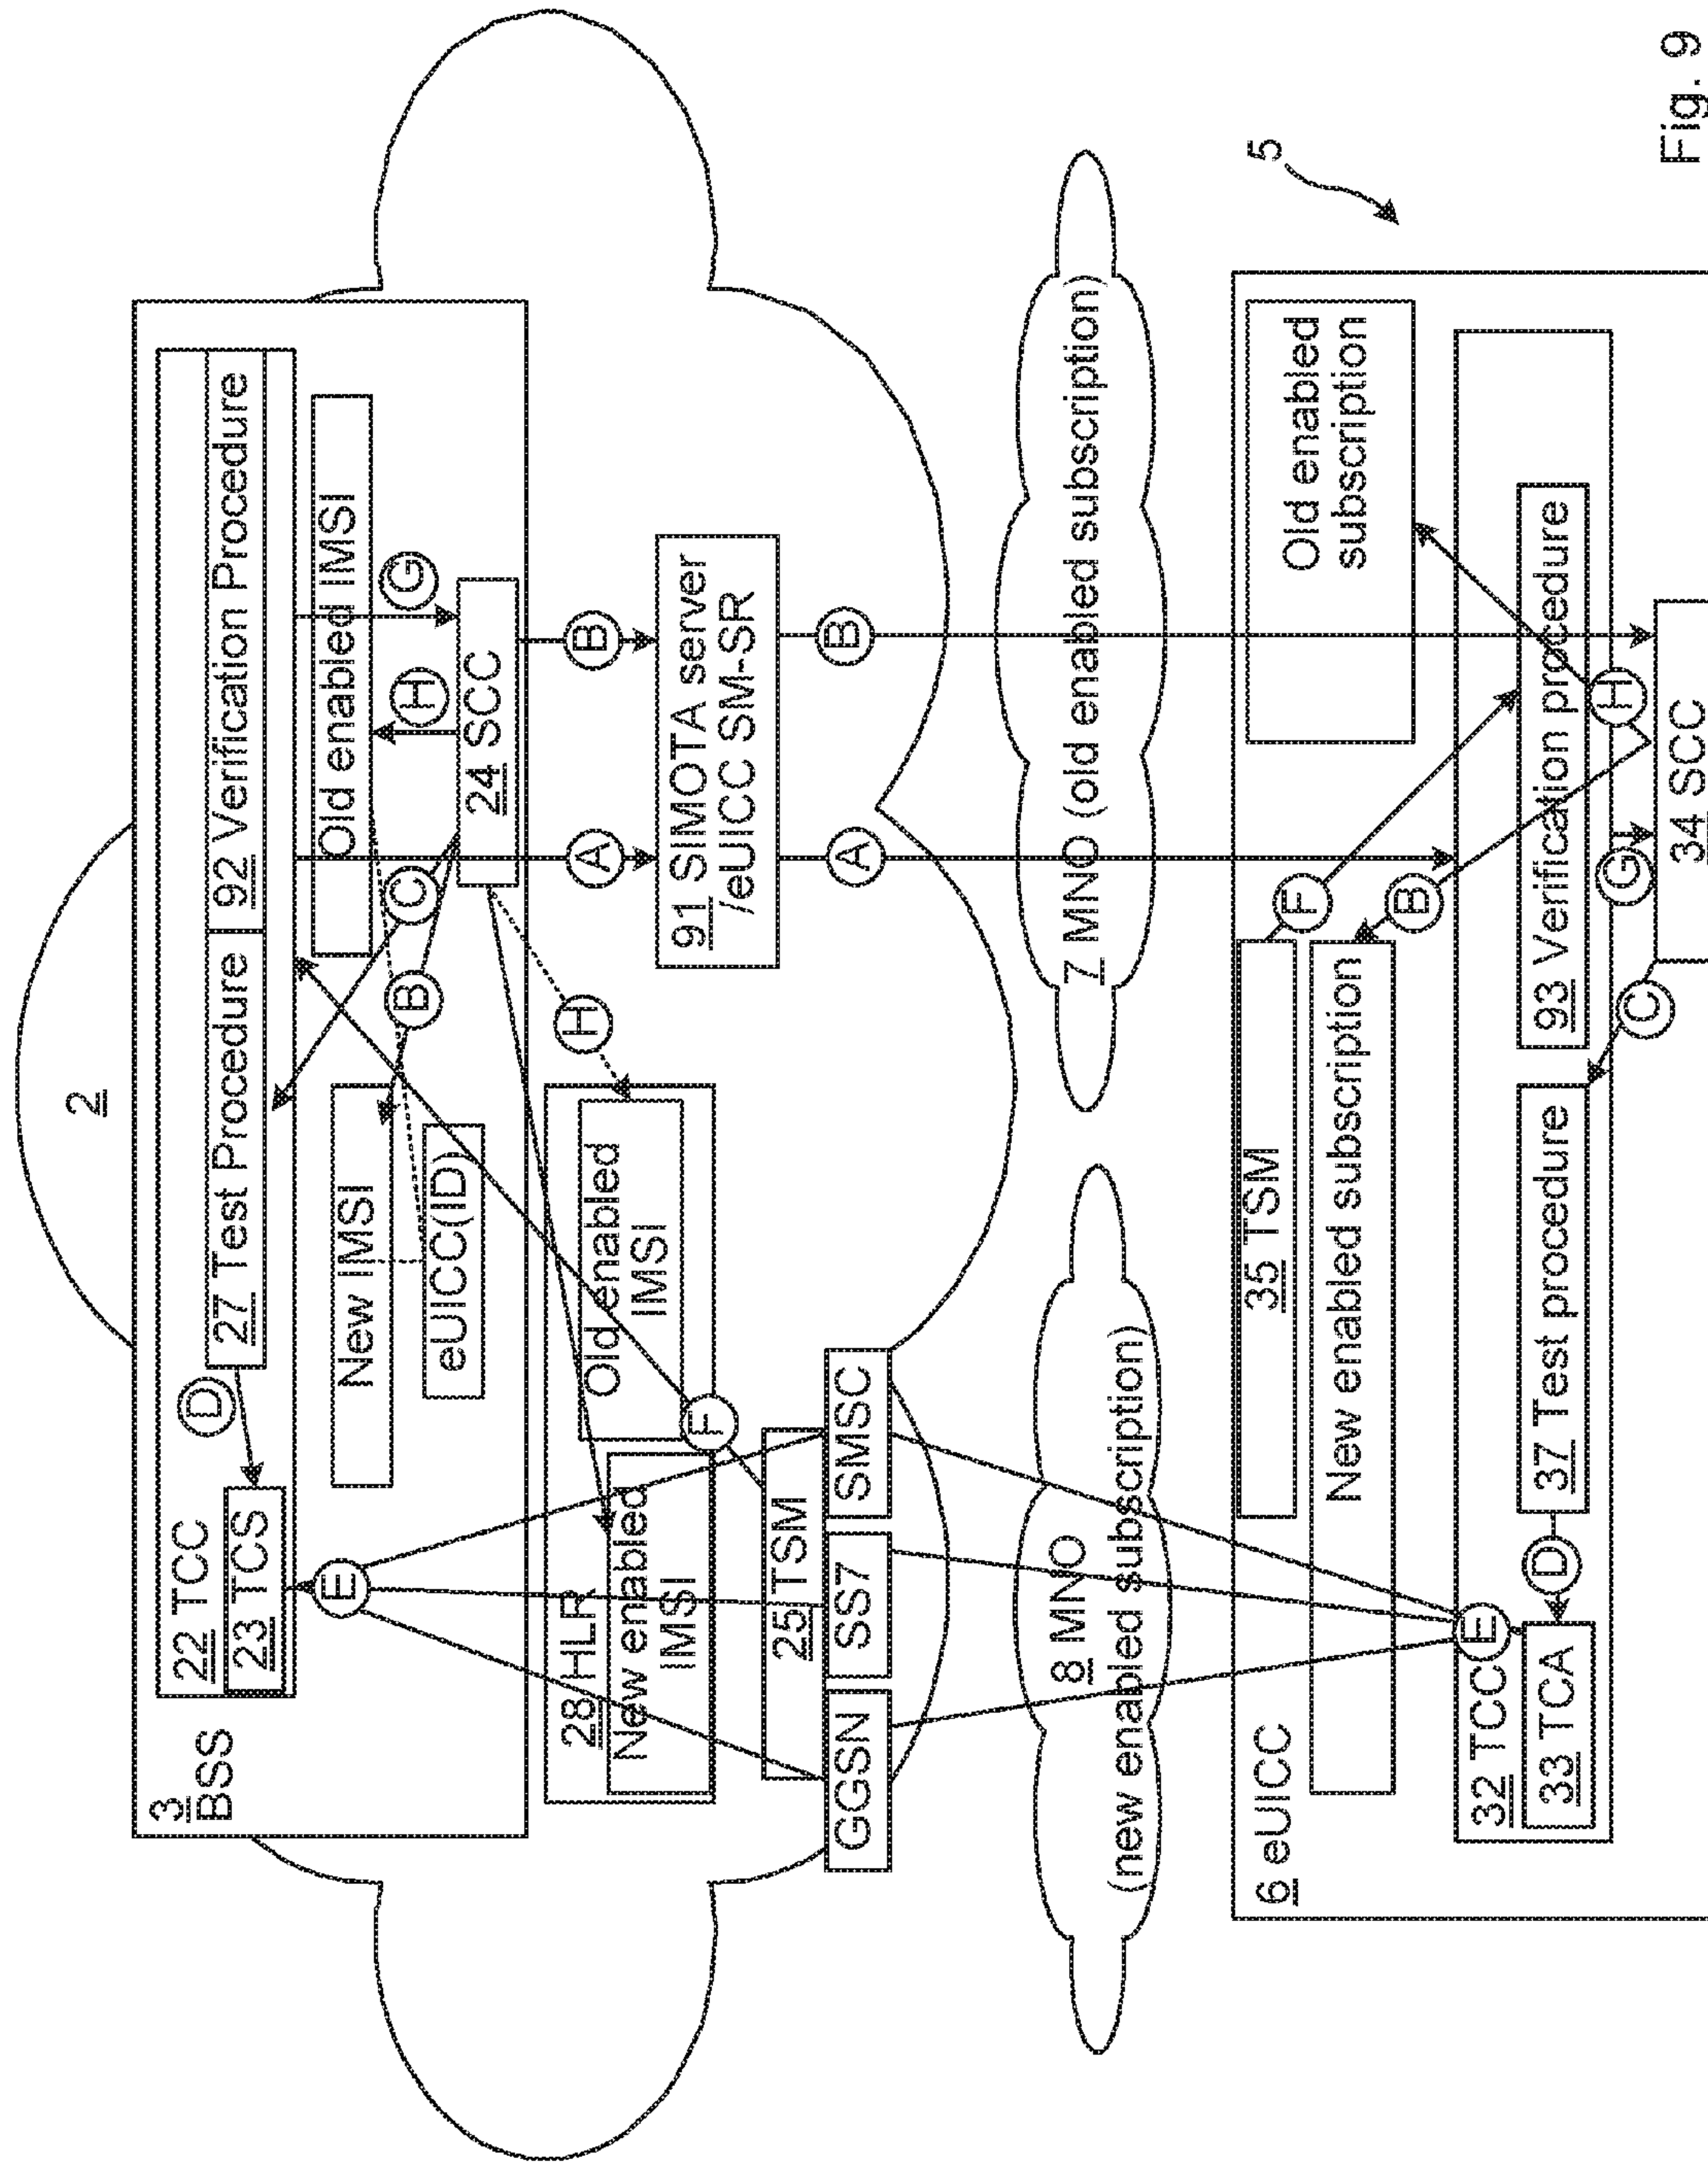 2
3
BSS
22 TCC
23 TCS
D
27 Test Procedure
92 Verification Procedure
E
New IMSI
eUICC(ID)
B
C
Old enabled IMSI
H
G
24 SCC
28 HLR
New enabled
IMSI
Old enabled
IMSI
H
F
B
A
25 TSM
91 SIMOTA server
/eUICC SM-SR
GGSN
SS7
SMSC
A
B
8 MNO
(new enabled subscription)
7 MNO (old enabled subscription)
5
6 eUICC
35 TSM
F
New enabled subscription
B
Old enabled
subscription
32 TCC
E
33 TCA
D
37 Test procedure
93 Verification procedure
H
C
G
34 SCC
Fig. 9